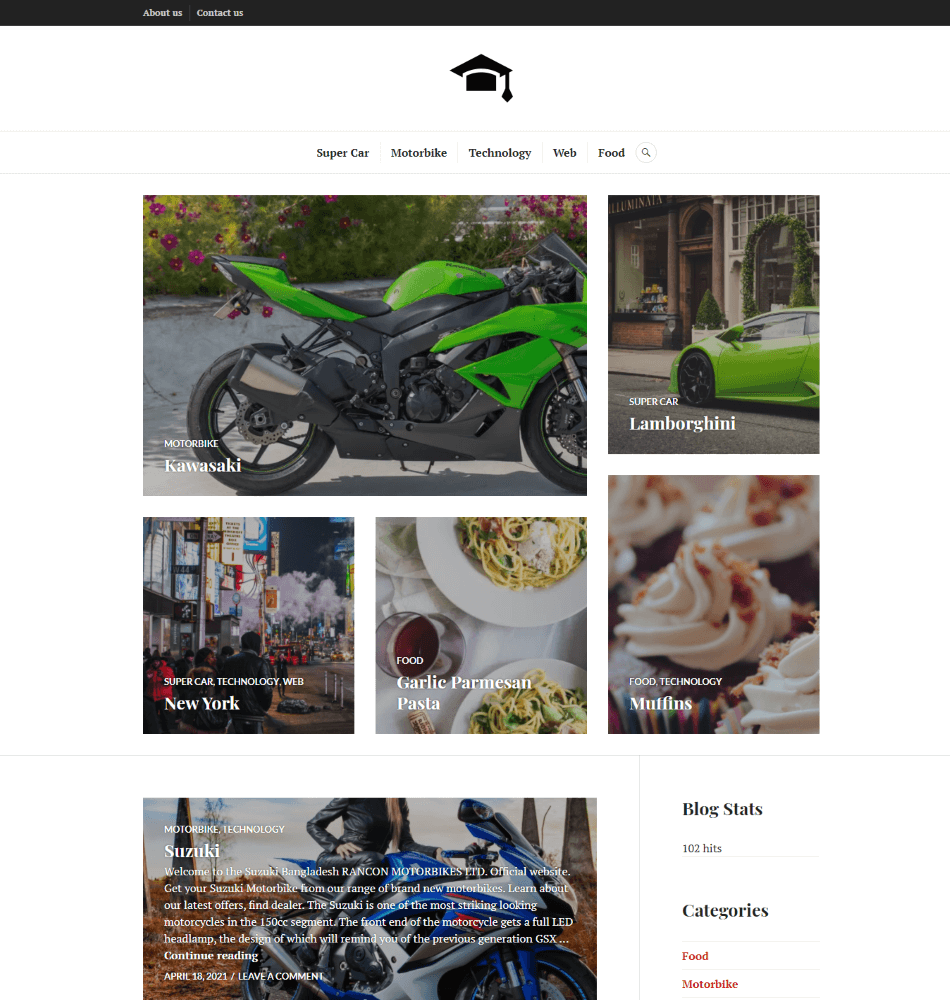 About us
Contact us
Super Car
Motorbike
Technology
Web
Food
ILLUMINATA
MOTORBIKE
Kawasaki
SUPER CAR
Lamborghini
SUPER CAR, TECHNOLOGY, WEB
New York
FOOD
Garlic Parmesan
Pasta
FOOD, TECHNOLOGY
Muffins
MOTORBIKE, TECHNOLOGY
Suzuki
Welcome to the Suzuki Bangladesh RANCON MOTORBIKES LTD. Official website.
Get your Suzuki Motorbike from our range of brand new motorbikes. Learn about
our latest offers, find dealer. The Suzuki is one of the most striking looking
motorcycles in the 150cc segment. The front end of the motorcycle gets a full LED
headlamp, the design of which will remind you of the previous generation GSX …
Continue reading
APRIL 18, 2021 / LEAVE A COMMENT
Blog Stats
102 hits
Categories
Food
Motorbike